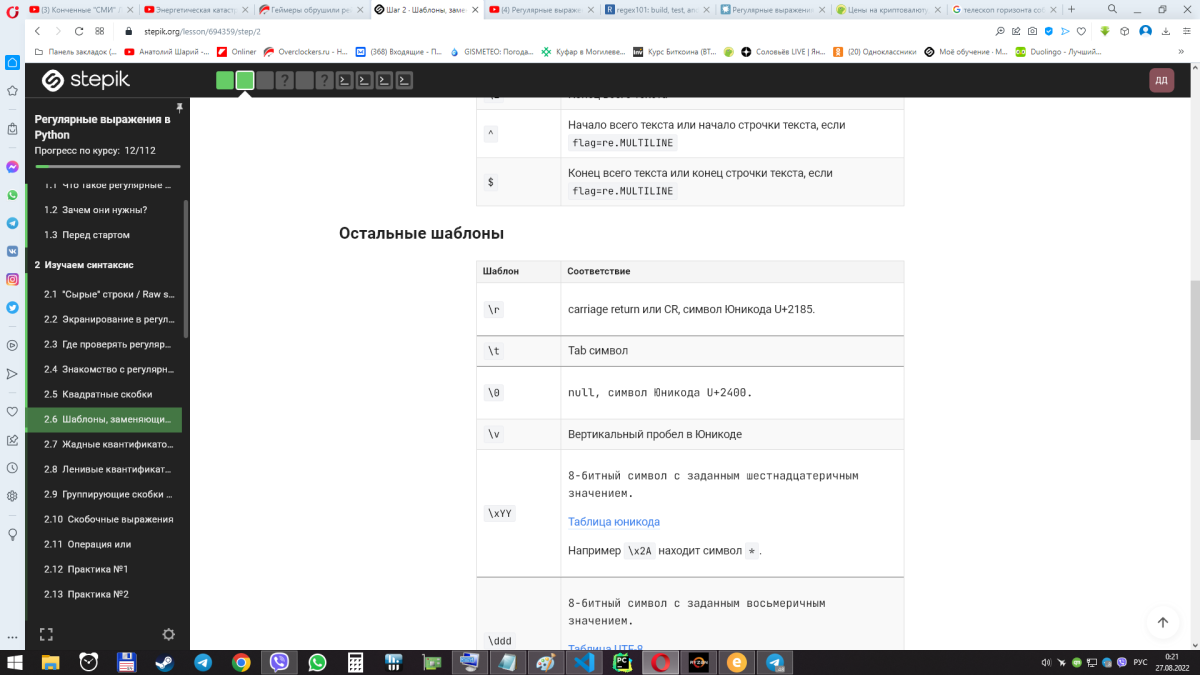 (3) Конченные "СМИ" /
Энергетическая катаст
Геймеры обрушили ре
Шаг 2 - Шаблоны, заме
(4) Регулярные выраже
regex101: build, test, an
Регулярные выражени
Цены на криптовалют
телескоп горизонта со
stepik.org/lesson/694359/step/2
Панель закладок (...
Анатолий Шарий -...
Onliner
Overclockers.ru - Н...
(368) Входящие - П...
GISMETEO: Погода...
Куфар в Могилеве...
Курс Биткоина (BT...
Соловьёв LIVE | Ян...
(20) Одноклассники
Моё обучение - М...
Duolingo - Лучший...
stepik
ДД
Регулярные выражения в
Python
Прогресс по курсу: 12/112
1.1 Что такое регулярные ...
1.2 Зачем они нужны?
1.3 Перед стартом
2 Изучаем синтаксис
2.1 "Сырые" строки / Raw s...
2.2 Экранирование в регул...
2.3 Где проверять регуляр...
2.4 Знакомство с регулярн...
2.5 Квадратные скобки
2.6 Шаблоны, заменяющи...
2.7 Жадные квантификато...
2.8 Ленивые квантификат...
2.9 Группирующие скобки ...
2.10 Скобочные выражения
2.11 Операция или
2.12 Практика №1
2.13 Практика №2
^ Начало всего текста или начало строчки текста, если
flag=re.MULTILINE
$ Конец всего текста или конец строчки текста, если
flag=re.MULTILINE
Остальные шаблоны
Шаблон Соответствие
\r carriage return или CR, символ Юникода U+2185.
\t Tab символ
\0 null, символ Юникода U+2400.
\v Вертикальный пробел в Юникоде
\xYY 8-битный символ с заданным шестнадцатеричным
значением.
Таблица юникода
Например \x2A находит символ *.
\ddd 8-битный символ с заданным восьмеричным
значением.
Таблица UTF-8
РУС
0:21
27.08.2022